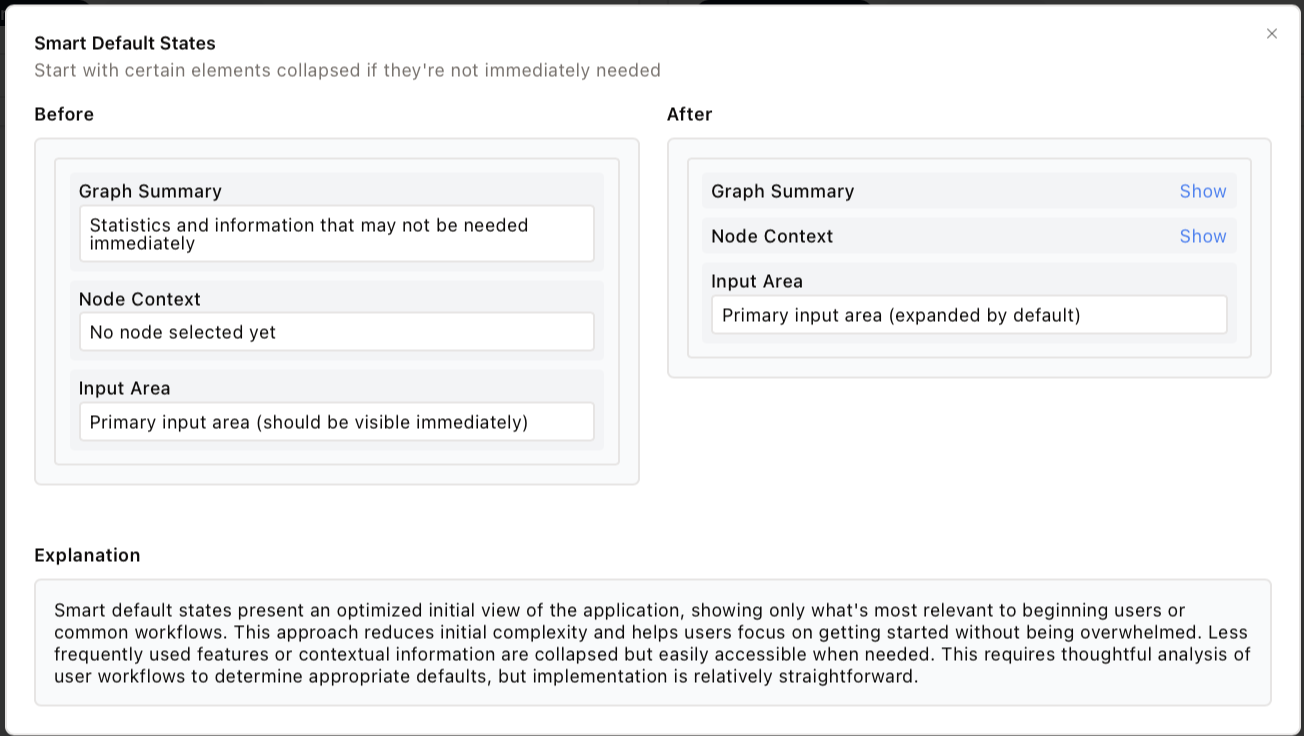 Smart Default States
Start with certain elements collapsed if they're not immediately needed
Before
Graph Summary
Statistics and information that may not be needed
immediately
Node Context
No node selected yet
Input Area
Primary input area (should be visible immediately)
After
Graph Summary
Show
Node Context
Show
Input Area
Primary input area (expanded by default)
Explanation
Smart default states present an optimized initial view of the application, showing only what's most relevant to beginning users or
common workflows. This approach reduces initial complexity and helps users focus on getting started without being overwhelmed. Less
frequently used features or contextual information are collapsed but easily accessible when needed. This requires thoughtful analysis of
user workflows to determine appropriate defaults, but implementation is relatively straightforward.